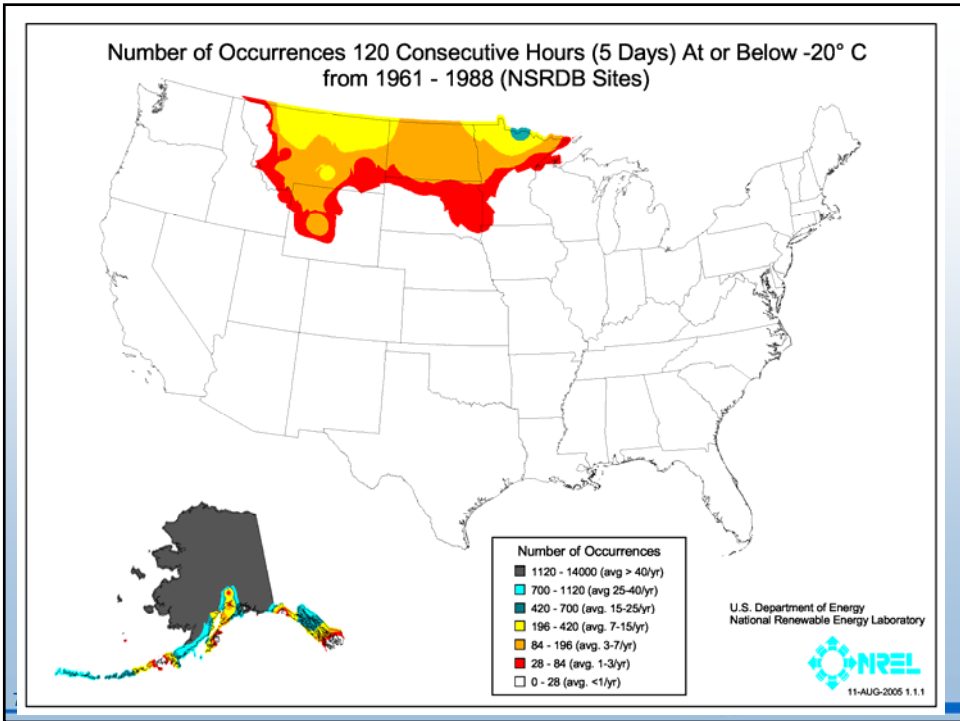 Number of Occurrences 120 Consecutive Hours (5 Days) At or Below -20° C
from 1961 - 1988 (NSRDB Sites)
Number of Occurrences
1120 - 14000 (avg > 40/yr)
700 - 1120 (avg 25-40/yr)
420 - 700 (avg. 15-25/yr)
196 - 420 (avg. 7-15/yr)
84 - 196 (avg. 3-7/yr)
28 - 84 (avg. 1-3/yr)
0 - 28 (avg. <1/yr)
U.S. Department of Energy
National Renewable Energy Laboratory
NREL
11-AUG-2005 1.1.1